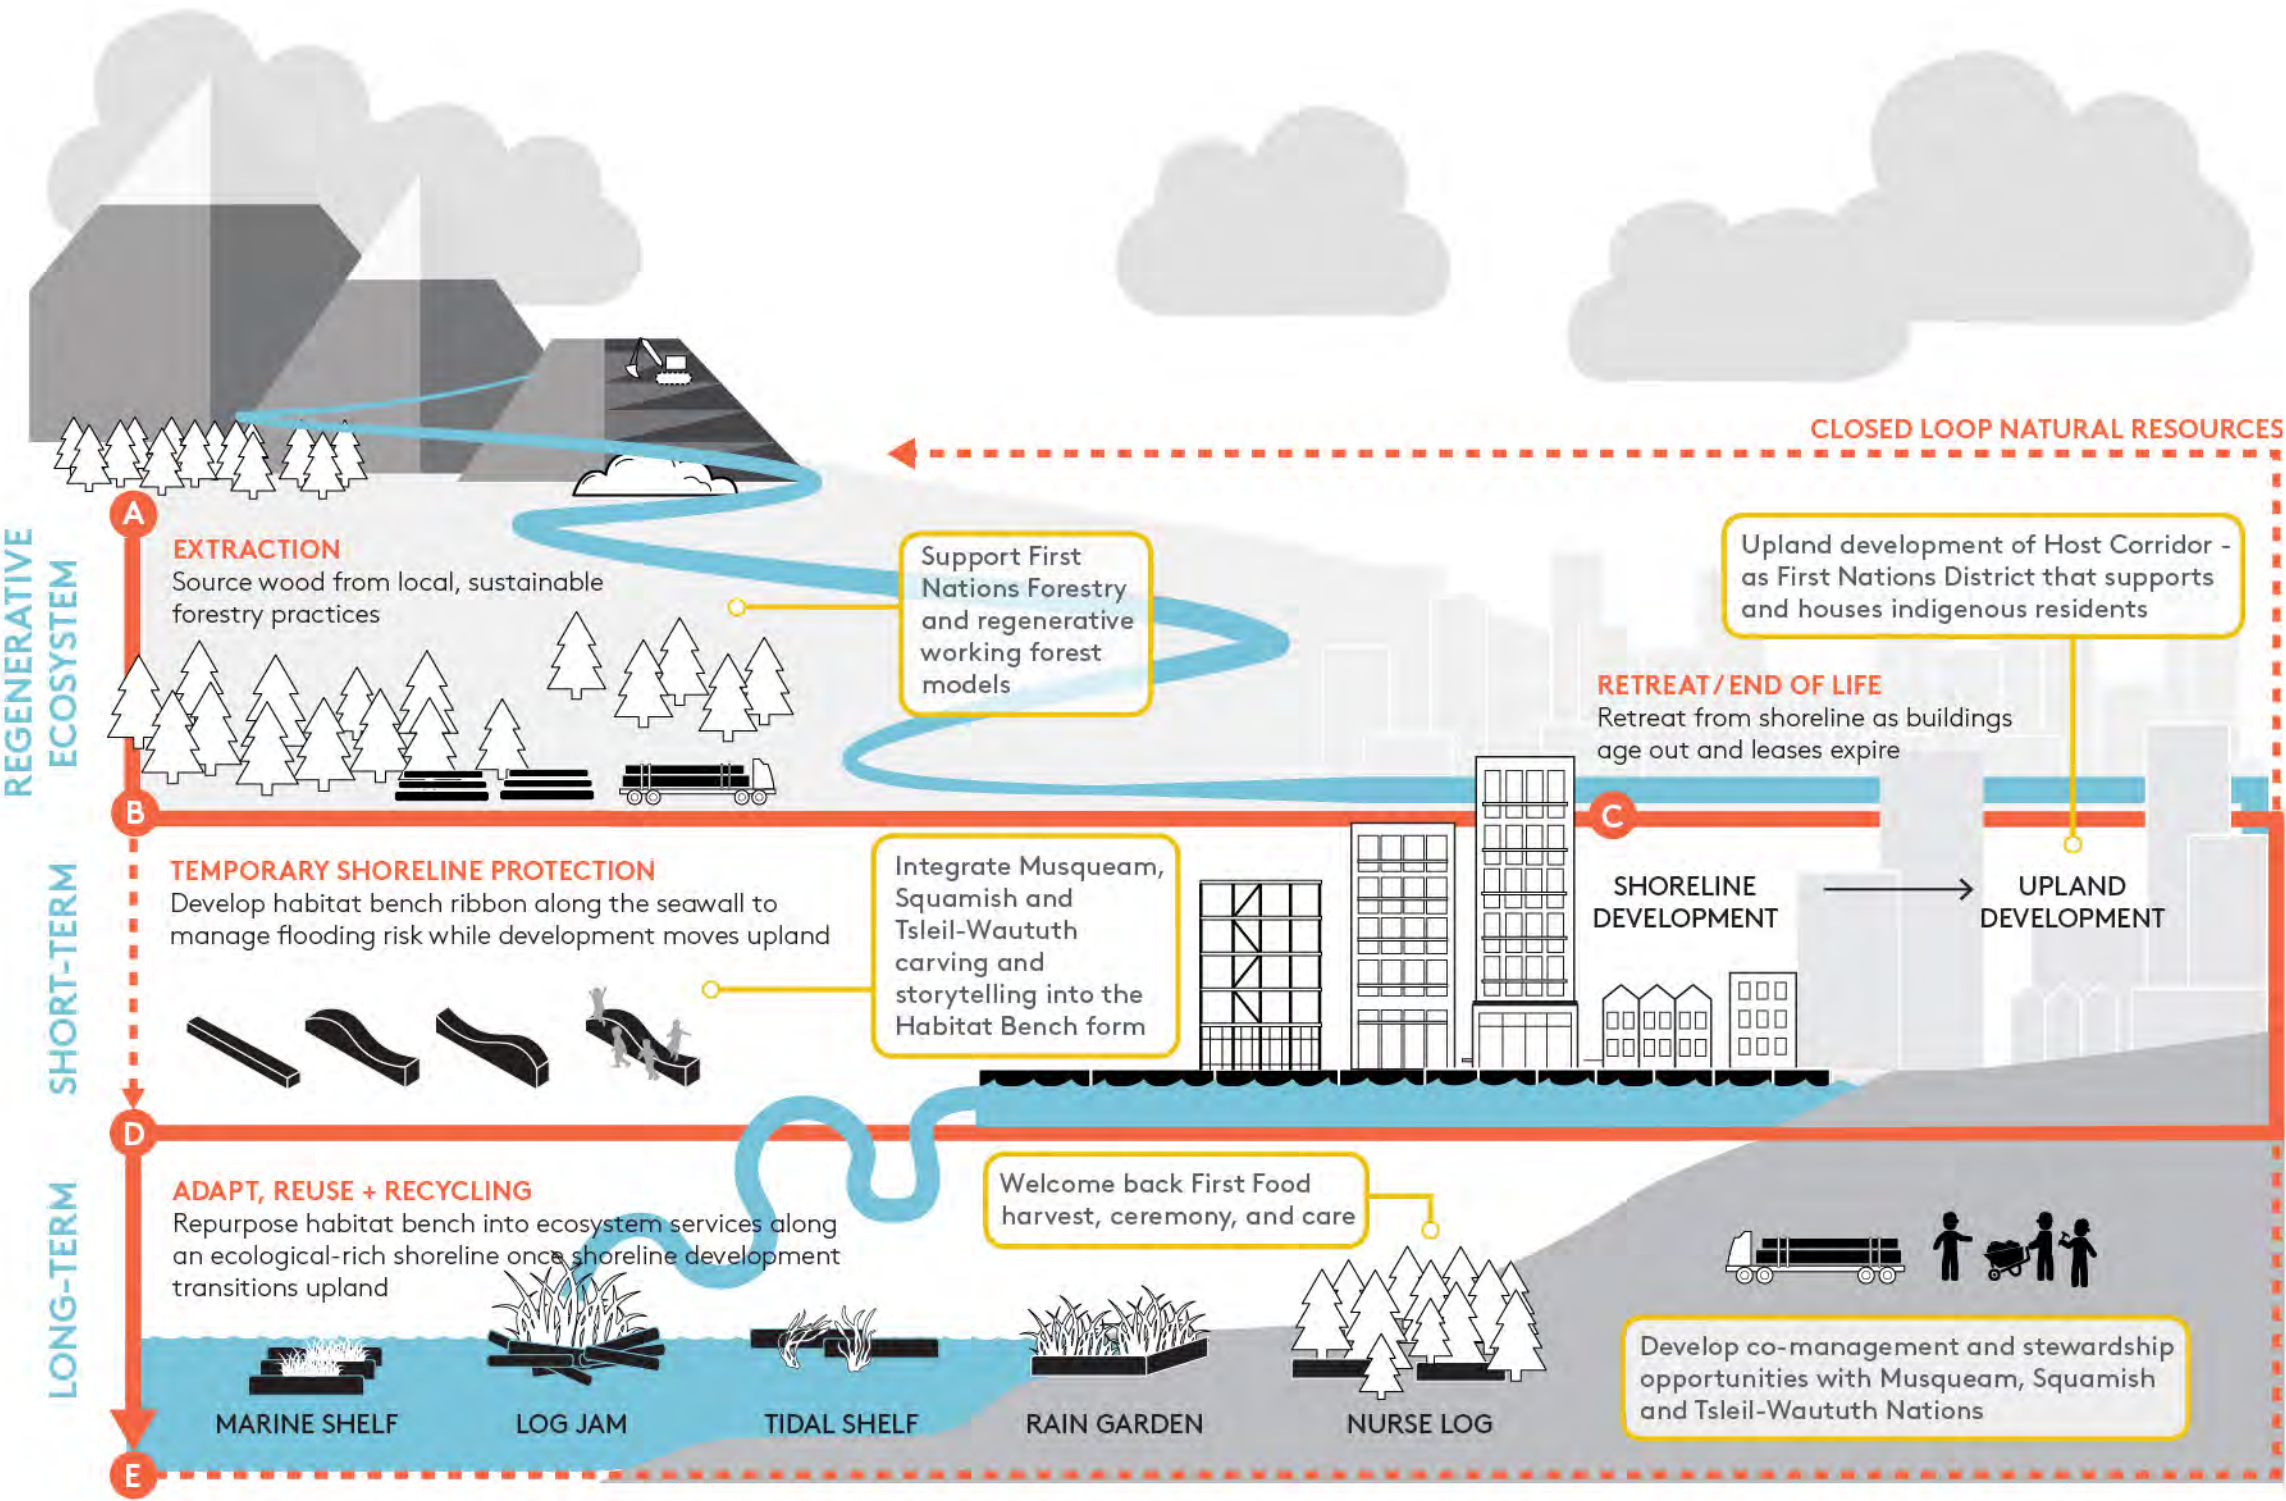 CLOSED LOOP NATURAL RESOURCES
REGENERATIVE
ECOSYSTEM
A
EXTRACTION
Source wood from local, sustainable
forestry practices
Support First
Nations Forestry
and regenerative
working forest
models
Upland development of Host Corridor -
as First Nations District that supports
and houses indigenous residents
RETREAT / END OF LIFE
Retreat from shoreline as buildings
age out and leases expire
B
C
SHORT-TERM
TEMPORARY SHORELINE PROTECTION
Develop habitat bench ribbon along the seawall to
manage flooding risk while development moves upland
Integrate Musqueam,
Squamish and
Tsleil-Waututh
carving and
storytelling into the
Habitat Bench form
SHORELINE
DEVELOPMENT
UPLAND
DEVELOPMENT
D
LONG-TERM
ADAPT, REUSE + RECYCLING
Repurpose habitat bench into ecosystem services along
an ecological-rich shoreline once shoreline development
transitions upland
Welcome back First Food
harvest, ceremony, and care
Develop co-management and stewardship
opportunities with Musqueam, Squamish
and Tsleil-Waututh Nations
MARINE SHELF
LOG JAM
TIDAL SHELF
RAIN GARDEN
NURSE LOG
E